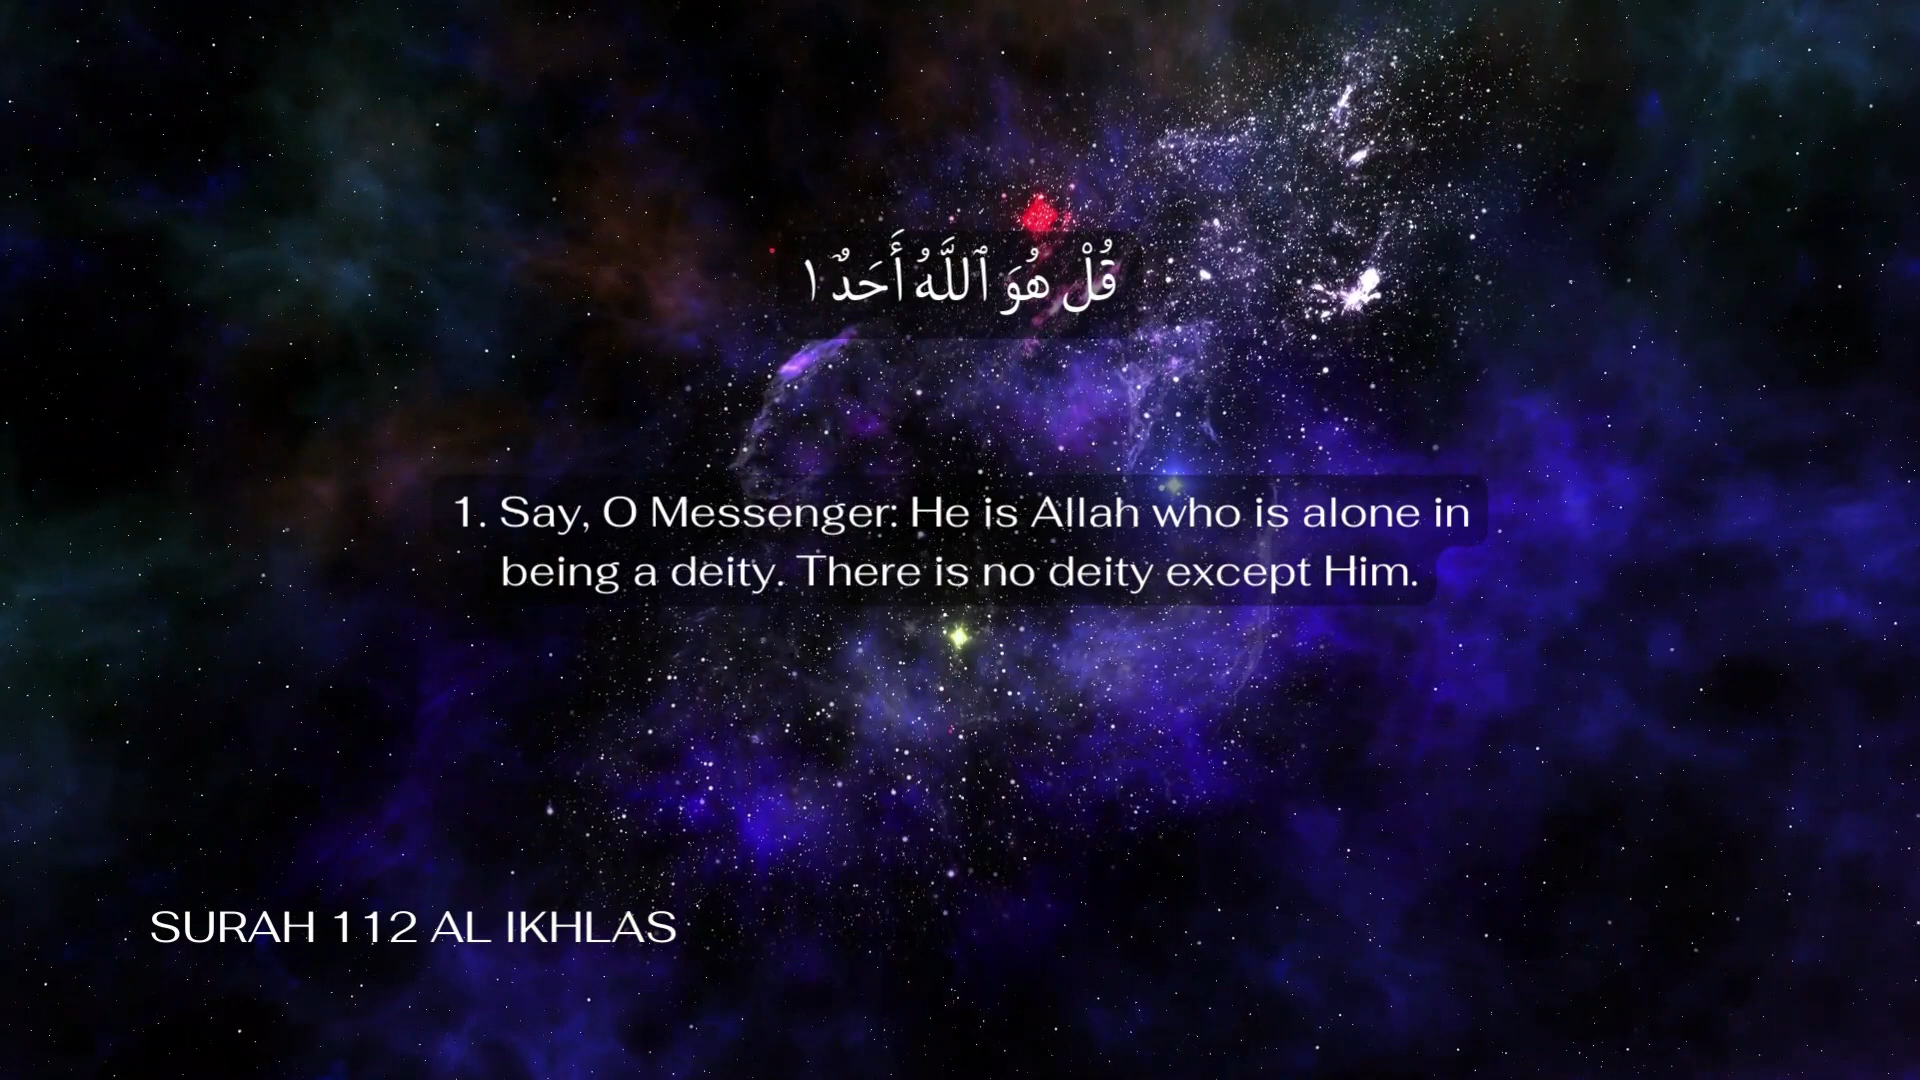 قُلْ هُوَ ٱللَّهُ أَحَدٌ ١
1. Say, O Messenger: He is Allah who is alone in
being a deity. There is no deity except Him.
SURAH 112 AL IKHLAS